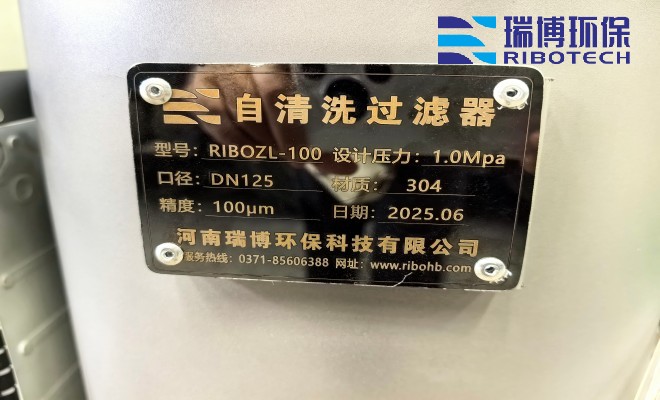 瑞博环保
RIBOTECH
自清洗过滤器
型号: RIBOZL-100 设计压力: 1.0Mpa
口径: DN125 材质: 304
精度: 100μm 日期: 2025.06
河南瑞博环保科技有限公司
服务热线: 0371-85606388 网址: www.ribohb.com